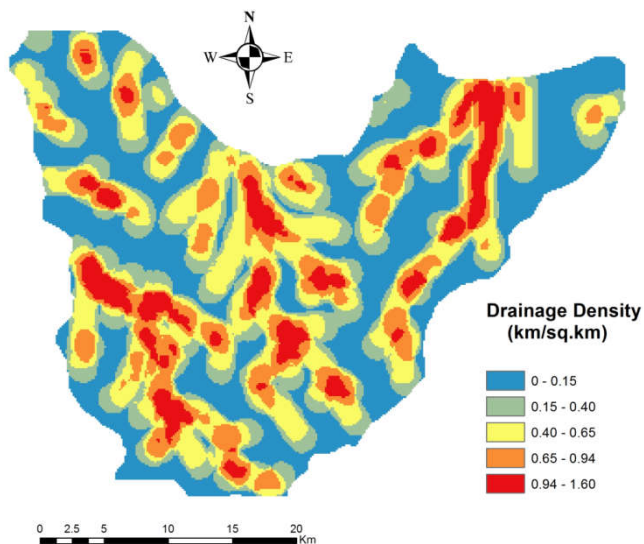 N
W E
S
Drainage Density
(km/sq.km)
0 - 0.15
0.15 - 0.40
0.40 - 0.65
0.65 - 0.94
0.94 - 1.60
0 2.5 5 10 15 20
Km